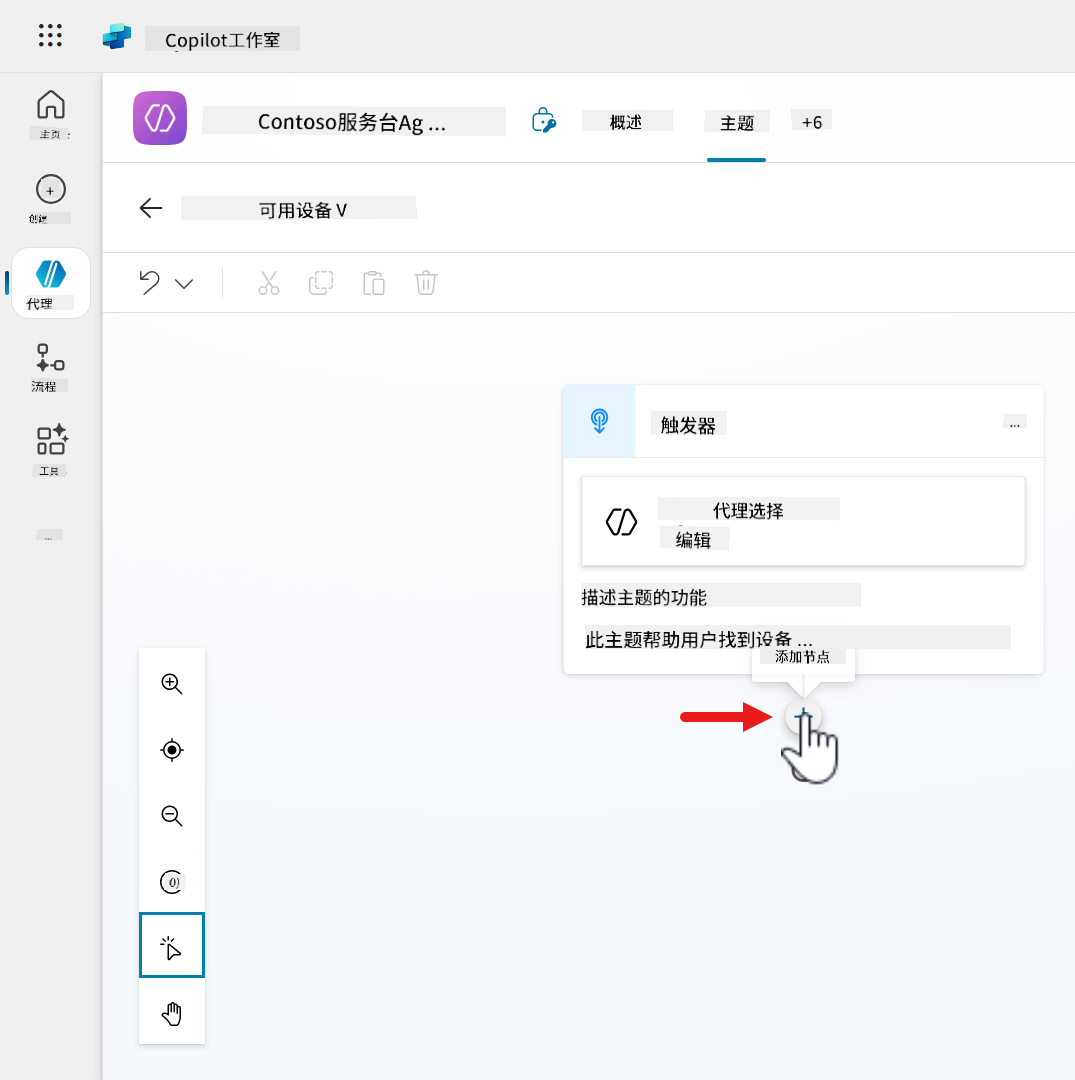 Copilot工作室
主页
创建
代理
流程
工具
...
Contoso服务台Ag ...
概述
主题
+6
可用设备 V
触发器
...
代理选择
编辑
描述主题的功能
此主题帮助用户找到设备 ...
添加节点